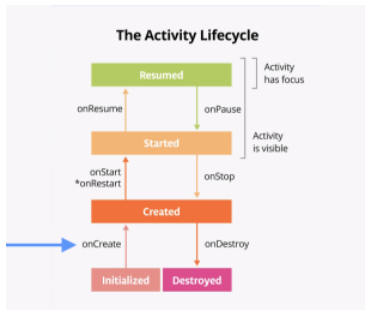 The Activity Lifecycle
Resumed
Activity
has focus
onResume
onPause
Started
Activity
is visible
onStart
*onRestart
onStop
Created
onCreate
onDestroy
Initialized
Destroyed